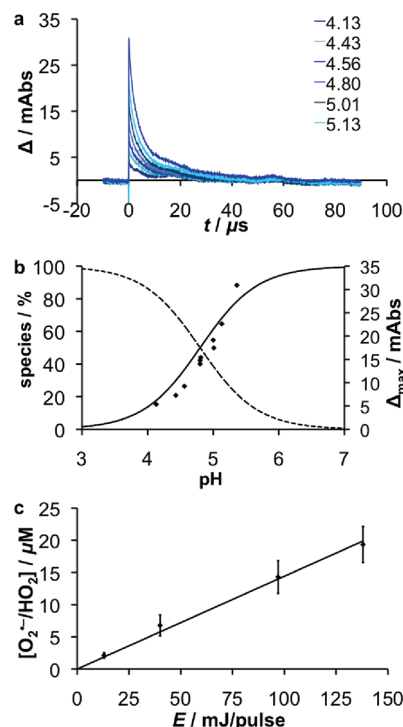 a
Δ / mAbs
35
25
15
5
-5
-20 0 20 40 60 80 100
t / μs
4.13
4.43
4.56
4.80
5.01
5.13
b
species / %
100
80
60
40
20
0
35
30
25
20
15
10
5
0
Δmax / mAbs
3 4 5 6 7
pH
c
[O₂•−/HO₂] / μM
25
20
15
10
5
0
0 25 50 75 100 125 150
E / mJ/pulse